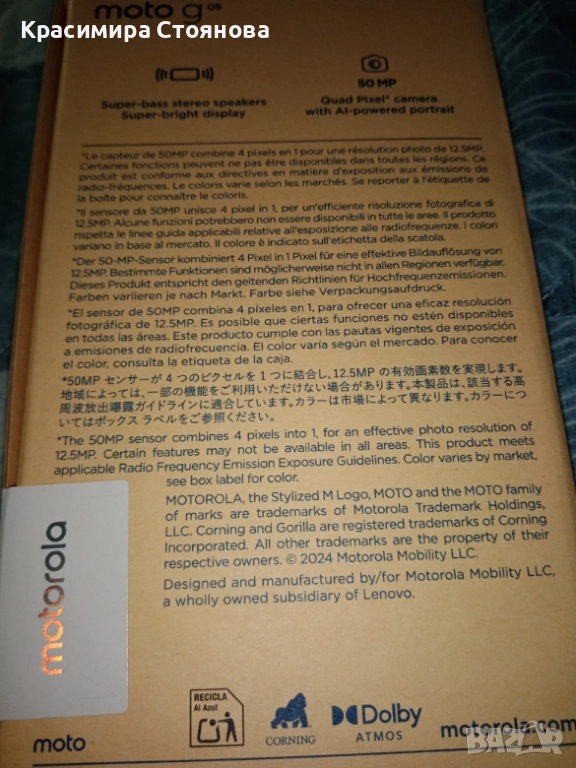 Красимира Стоянова
moto g 05
Super-bass stereo speakers
Super-bright display
50 MP
Quad Pixel* camera
with AI-powered portrait
*Le capteur de 50MP combine 4 pixels en 1 pour une résolution photo de 12.5MP.
Certaines fonctions peuvent ne pas être disponibles dans toutes les régions. Ce
produit est conforme aux directives en matière d'exposition aux émissions de
radio-fréquences. Le coloris varie selon les marchés. Se reporter à l'étiquette de
la boîte pour connaître le coloris.
*Il sensore da 50MP unisce 4 pixel in 1, per un'efficiente risoluzione fotografica di
12.5MP. Alcune funzioni potrebbero non essere disponibili in tutte le aree. Il prodotto
rispetta le linee guida applicabili relative all'esposizione alle radiofrequenze. I colori
variano in base al mercato. Il colore è indicato sull'etichetta della scatola.
*Der 50-MP-Sensor kombiniert 4 Pixel in 1 Pixel für eine effektive Bildauflösung von
12.5MP. Bestimmte Funktionen sind möglicherweise nicht in allen Regionen verfügbar.
Dieses Produkt entspricht den geltenden Richtlinien für Hochfrequenzemissionen.
Farben variieren je nach Markt. Farbe siehe Verpackungsaufdruck.
*El sensor de 50MP combina 4 píxeles en 1, para ofrecer una eficaz resolución
fotográfica de 12.5MP. Es posible que ciertas funciones no estén disponibles
en todas las áreas. Este producto cumple con las pautas vigentes de exposición
a emisiones de radiofrecuencia. El color varía según el mercado. Para conocer
el color, consulta la etiqueta de la caja.
*50MP センサーが 4 つのピクセルを 1 つに結合し、12.5MP の有効画素数を実現します。
地域によっては、一部の機能をご利用いただけない場合があります。本製品は、該当する高
周波放出曝露ガイドラインに適合しています。カラーは市場によって異なります。カラーにつ
いてはボックス ラベルをご参照ください。
*The 50MP sensor combines 4 pixels into 1, for an effective photo resolution of
12.5MP. Certain features may not be available in all areas. This product meets
applicable Radio Frequency Emission Exposure Guidelines. Color varies by market,
see box label for color.
MOTOROLA, the Stylized M Logo, MOTO and the MOTO family
of marks are trademarks of Motorola Trademark Holdings,
LLC. Corning and Gorilla are registered trademarks of Corning
Incorporated. All other trademarks are the property of their
respective owners. © 2024 Motorola Mobility LLC.
Designed and manufactured by/for Motorola Mobility LLC,
a wholly owned subsidiary of Lenovo.
motorola
moto
RECICLA
Al Azul
CORNING
Dolby
ATMOS
motorola.com
BAZAR